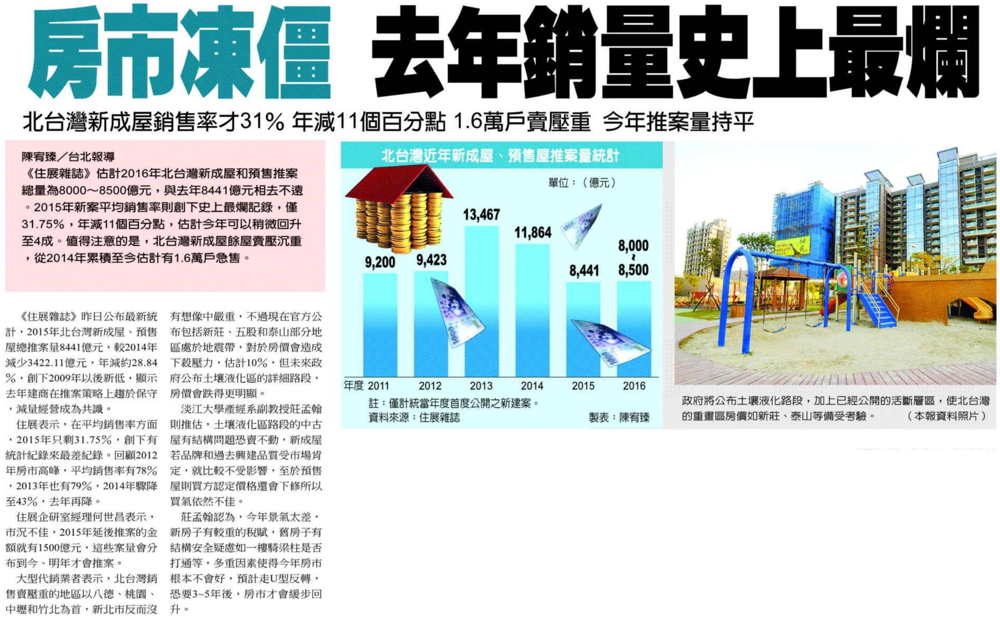 房市凍僵 去年銷量史上最爛
北台灣新成屋銷售率才31% 年減11個百分點 1.6萬戶賣壓重 今年推案量持平
陳宥臻／台北報導
《住展雜誌》估計2016年北台灣新成屋和預售推案
總量為8000～8500億元，與去年8441億元相去不遠
。2015年新案平均銷售率則創下史上最爛記錄，僅
31.75%，年減11個百分點，估計今年可以稍微回升
至4成。值得注意的是，北台灣新成屋餘屋賣壓沉重
，從2014年累積至今估計有1.6萬戶急售。
《住展雜誌》昨日公布最新統
計，2015年北台灣新成屋、預售
屋總推案量8441億元，較2014年
減少3422.11億元，年減約28.84
%，創下2009年以後新低，顯示
去年建商在推案策略上趨於保守
，減量經營成為共識。
住展表示，在平均銷售率方面
，2015年只剩31.75%，創下有
統計紀錄來最差紀錄。回顧2012
年房市高峰，平均銷售率有78%
，2013年也有79%，2014年驟降
至43%，去年再降。
住展企研室經理何世昌表示，
市況不佳，2015年延後推案的金
額就有1500億元，這些案量會分
布到今、明年才會推案。
大型代銷業者表示，北台灣銷
售賣壓重的地區以八德、桃園、
中壢和竹北為首，新北市反而沒
有想像中嚴重，不過現在官方公
布包括新莊、五股和泰山部分地
區處於地震帶，對於房價會造成
下殺壓力，估計10%，但未來政
府公布土壤液化區的詳細路段，
房價會跌得更明顯。
淡江大學產經系副教授莊孟翰
則推估，土壤液化區路段的中古
屋有結構問題恐賣不動，新成屋
若品牌和過去興建品質受市場肯
定，就比較不受影響，至於預售
屋則買方認定價格還會下修所以
買氣依然不佳。
莊孟翰認為，今年景氣太差，
新房子有較重的稅賦，舊房子有
結構安全疑慮如一樓騎梁柱是否
打通等，多重因素使得今年房市
根本不會好，預計走U型反轉，
恐要3~5年後，房市才會緩步回
升。
北台灣近年新成屋、預售屋推案量統計
單位：（億元）
9,200
9,423
13,467
11,864
8,441
8,000
~
8,500
年度 2011 2012 2013 2014 2015 2016
註：僅計統當年度首度公開之新建案。
資料來源：住展雜誌 製表：陳宥臻
政府將公布土壤液化路段，加上已經公開的活斷層區，使北台灣
的重畫區房價如新莊、泰山等備受考驗。 （本報資料照片）